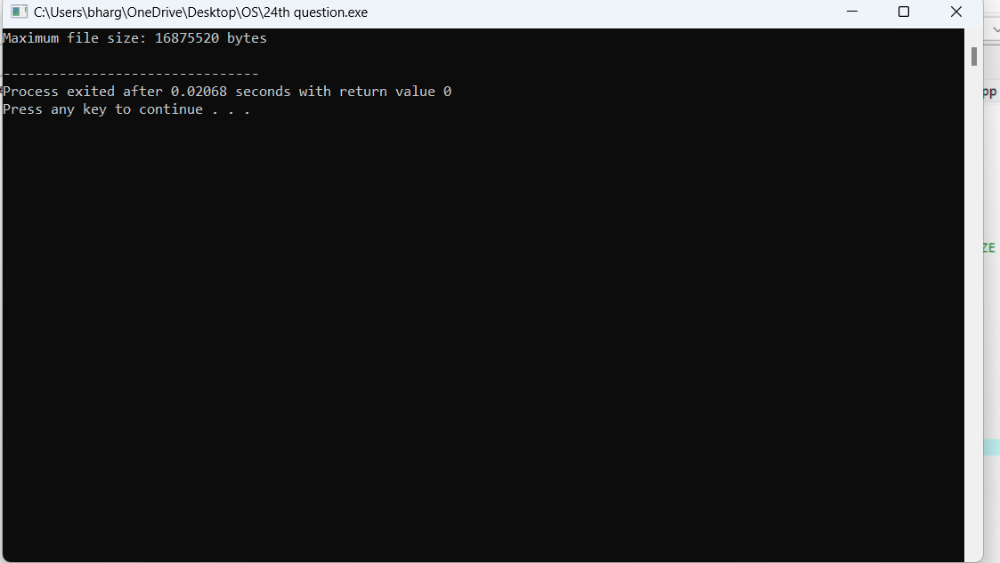 C:\Users\bharg\OneDrive\Desktop\OS\24th question.exe
Maximum file size: 16875520 bytes
--------------------------------
Process exited after 0.02068 seconds with return value 0
Press any key to continue . . .
pp
ZE